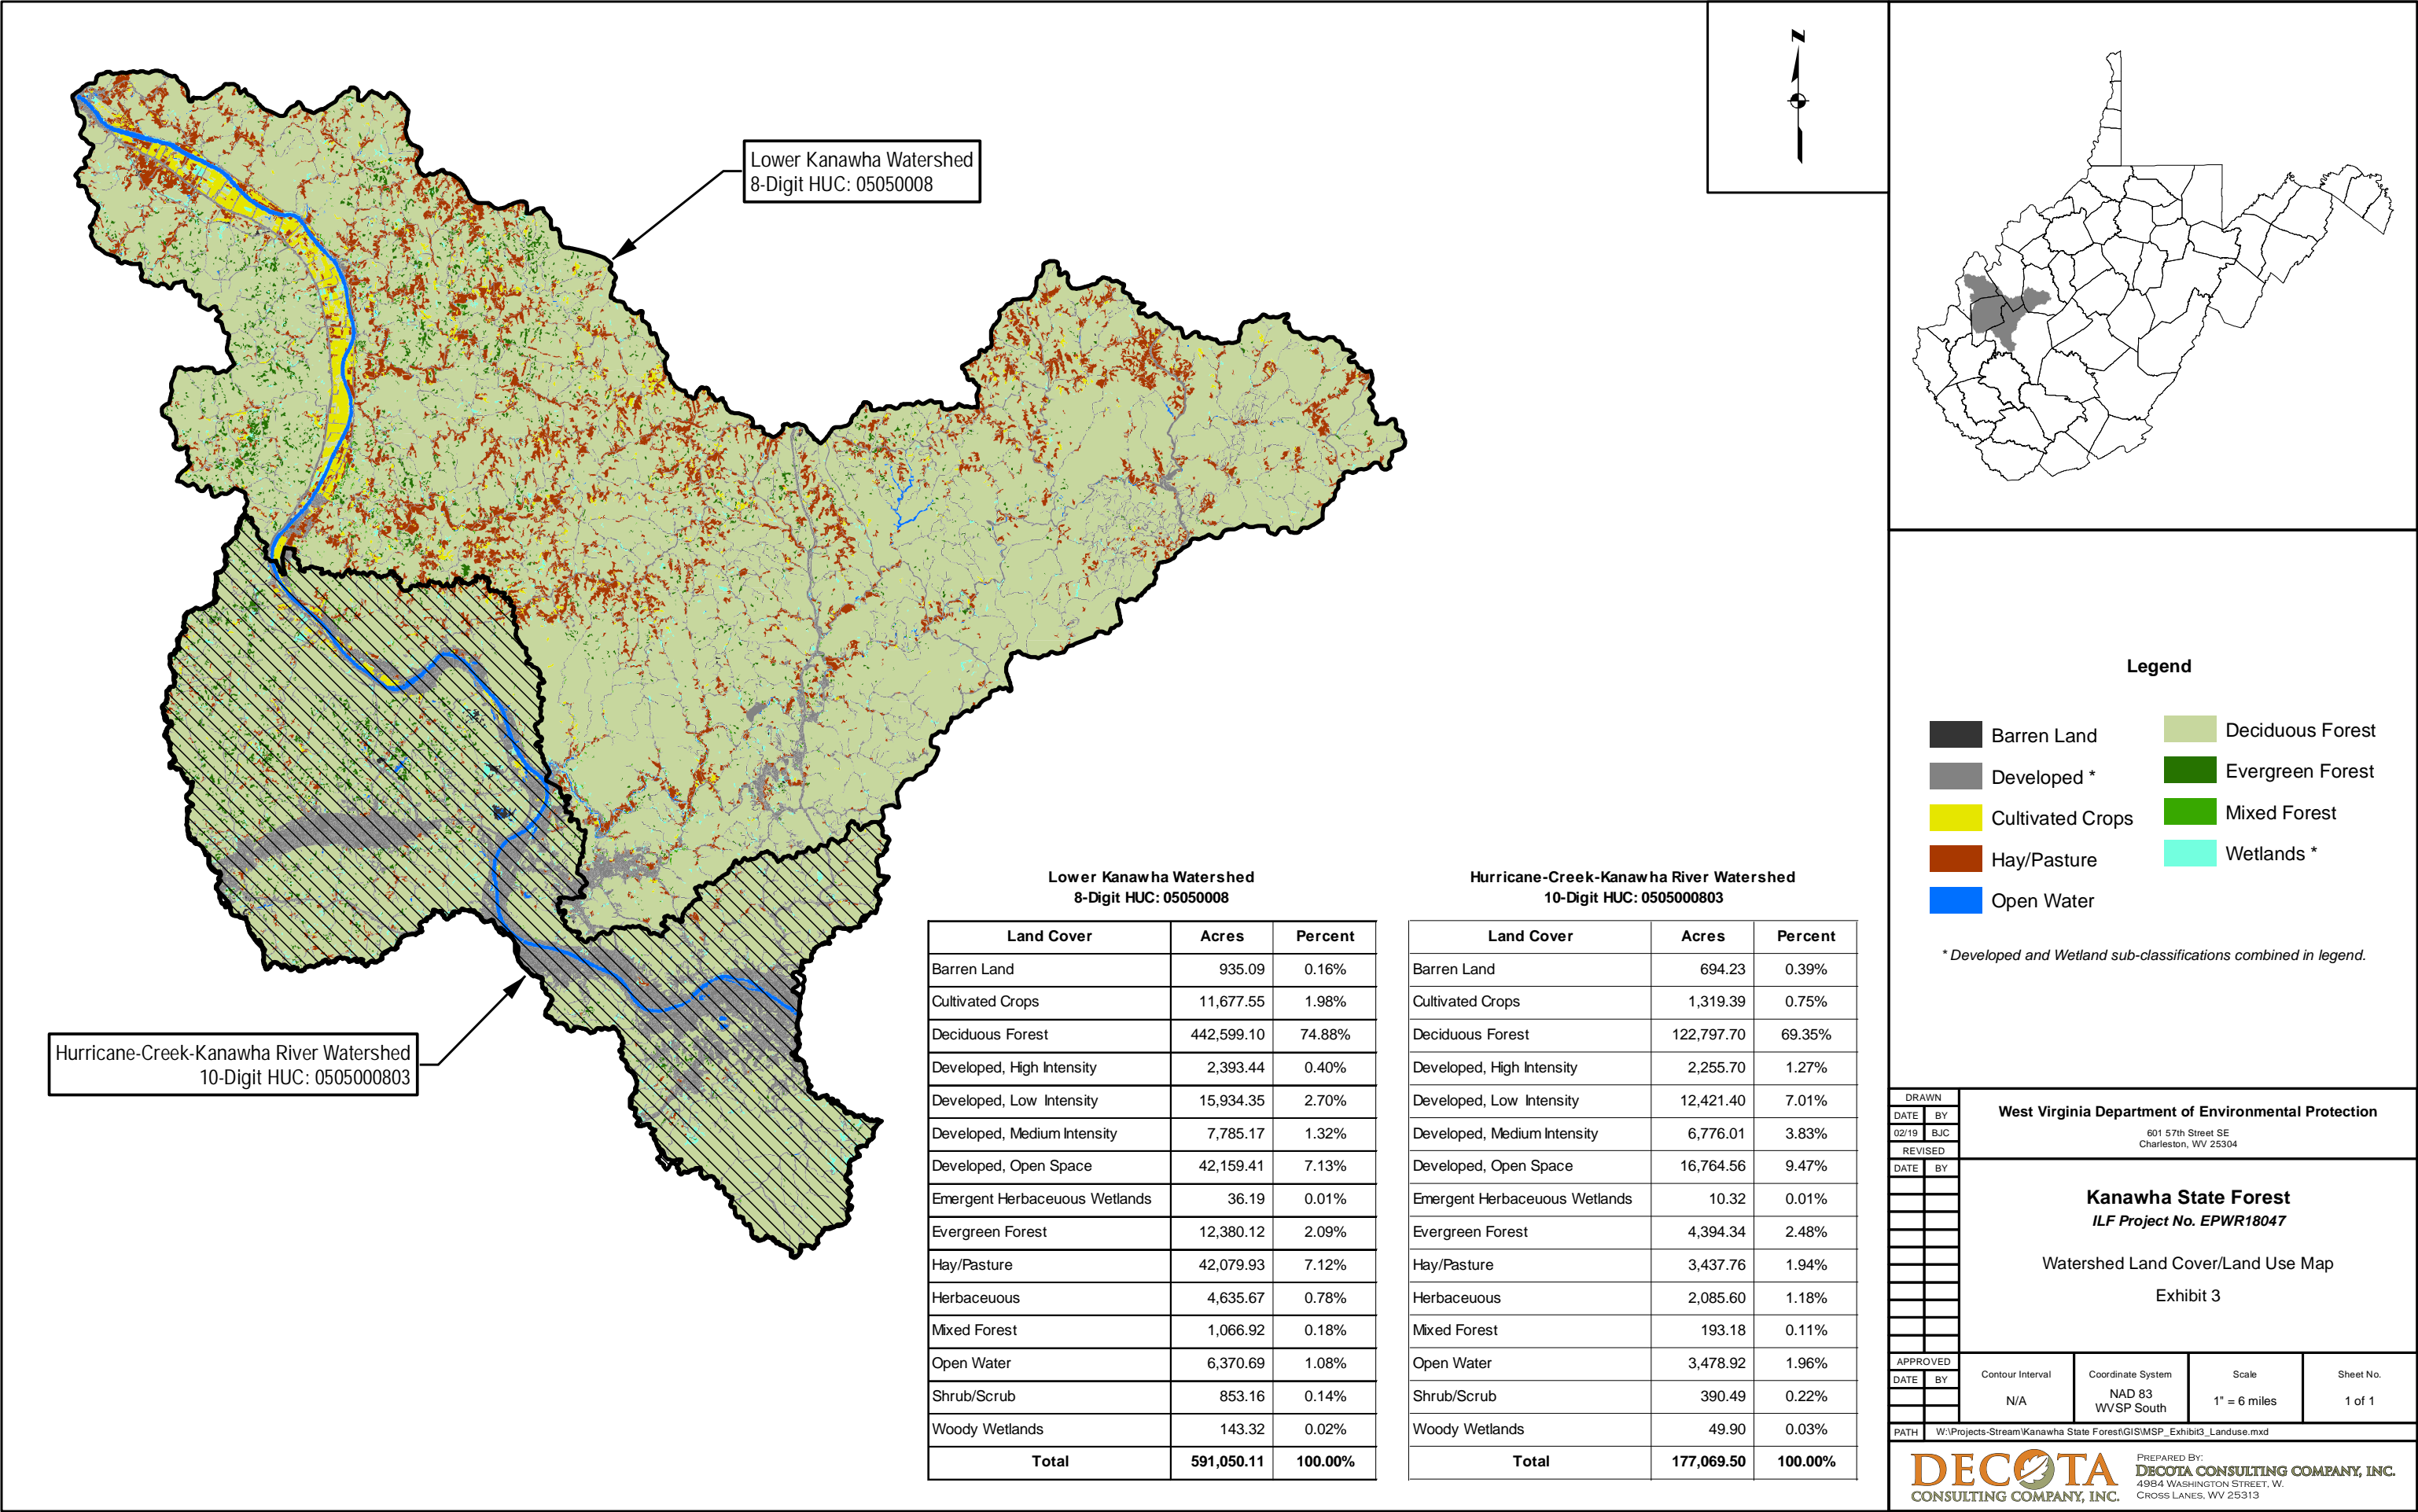 N
Lower Kanawha Watershed
8-Digit HUC: 05050008
Hurricane-Creek-Kanawha River Watershed
10-Digit HUC: 0505000803
Lower Kanawha Watershed
8-Digit HUC: 05050008
Land Cover Acres Percent
Barren Land 935.09 0.16%
Cultivated Crops 11,677.55 1.98%
Deciduous Forest 442,599.10 74.88%
Developed, High Intensity 2,393.44 0.40%
Developed, Low Intensity 15,934.35 2.70%
Developed, Medium Intensity 7,785.17 1.32%
Developed, Open Space 42,159.41 7.13%
Emergent Herbaceuous Wetlands 36.19 0.01%
Evergreen Forest 12,380.12 2.09%
Hay/Pasture 42,079.93 7.12%
Herbaceuous 4,635.67 0.78%
Mixed Forest 1,066.92 0.18%
Open Water 6,370.69 1.08%
Shrub/Scrub 853.16 0.14%
Woody Wetlands 143.32 0.02%
Total 591,050.11 100.00%
Hurricane-Creek-Kanawha River Watershed
10-Digit HUC: 0505000803
Land Cover Acres Percent
Barren Land 694.23 0.39%
Cultivated Crops 1,319.39 0.75%
Deciduous Forest 122,797.70 69.35%
Developed, High Intensity 2,255.70 1.27%
Developed, Low Intensity 12,421.40 7.01%
Developed, Medium Intensity 6,776.01 3.83%
Developed, Open Space 16,764.56 9.47%
Emergent Herbaceuous Wetlands 10.32 0.01%
Evergreen Forest 4,394.34 2.48%
Hay/Pasture 3,437.76 1.94%
Herbaceuous 2,085.60 1.18%
Mixed Forest 193.18 0.11%
Open Water 3,478.92 1.96%
Shrub/Scrub 390.49 0.22%
Woody Wetlands 49.90 0.03%
Total 177,069.50 100.00%
Legend
Barren Land
Developed *
Cultivated Crops
Hay/Pasture
Open Water
Deciduous Forest
Evergreen Forest
Mixed Forest
Wetlands *
* Developed and Wetland sub-classifications combined in legend.
DRAWN
DATE BY
02/19 BJC
REVISED
DATE BY
West Virginia Department of Environmental Protection
601 57th Street SE
Charleston, WV 25304
Kanawha State Forest
ILF Project No. EPWR18047
Watershed Land Cover/Land Use Map
Exhibit 3
APPROVED
DATE BY
Contour Interval
N/A
Coordinate System
NAD 83
WVSP South
Scale
1" = 6 miles
Sheet No.
1 of 1
PATH W:\Projects-Stream\Kanawha State Forest\GIS\MSP_Exhibit3_Landuse.mxd
DECOTA
CONSULTING COMPANY, INC.
PREPARED BY:
DECOTA CONSULTING COMPANY, INC.
4984 WASHINGTON STREET, W.
CROSS LANES, WV 25313